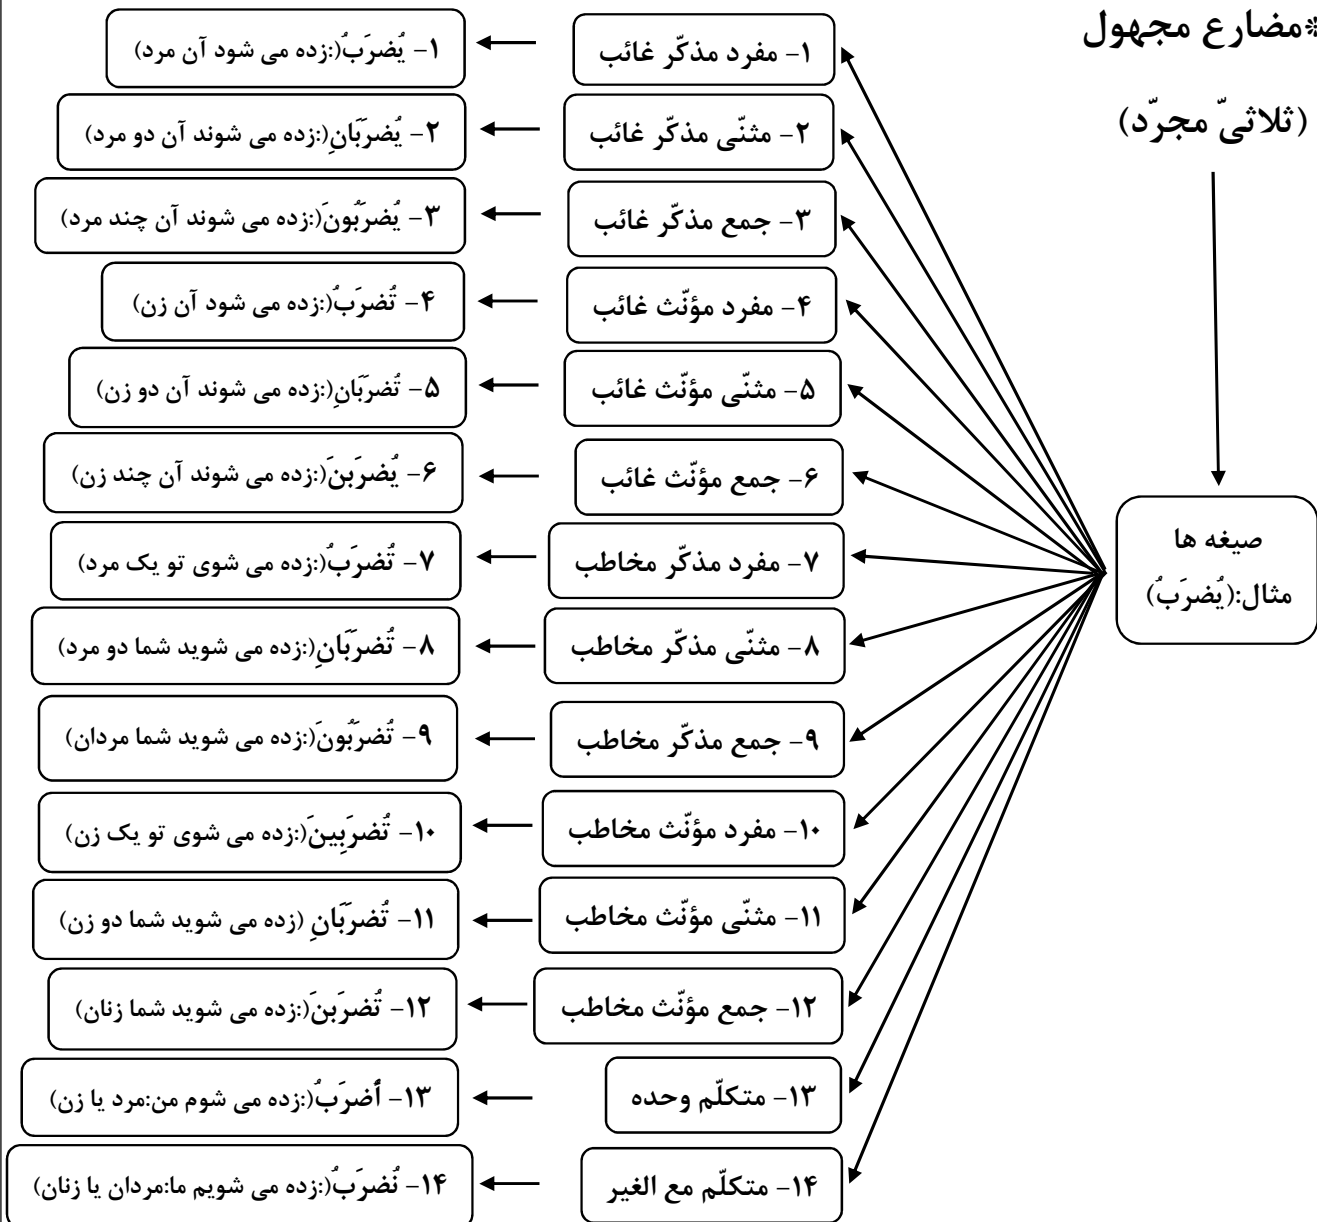 *مضارع مجهول
(ثلاثیّ مجرّد)
صیغه ها
مثال:(یُضرَبُ)
۱- مفرد مذکّر غائب
۱- یُضرَبُ(:زده می شود آن مرد)
۲- مثنّی مذکّر غائب
۲- یُضرَبَانِ(:زده می شوند آن دو مرد)
۳- جمع مذکّر غائب
۳- یُضرَبُونَ(:زده می شوند آن چند مرد)
۴- مفرد مؤنّث غائب
۴- تُضرَبُ(:زده می شود آن زن)
۵- مثنّی مؤنّث غائب
۵- تُضرَبَانِ(:زده می شوند آن دو زن)
۶- جمع مؤنّث غائب
۶- یُضرَبنَ(:زده می شوند آن چند زن)
۷- مفرد مذکّر مخاطب
۷- تُضرَبُ(:زده می شوی تو یک مرد)
۸- مثنّی مذکّر مخاطب
۸- تُضرَبَانِ(:زده می شوید شما دو مرد)
۹- جمع مذکّر مخاطب
۹- تُضرَبُونَ(:زده می شوید شما مردان)
۱۰- مفرد مؤنّث مخاطب
۱۰- تُضرَبِینَ(:زده می شوی تو یک زن)
۱۱- مثنّی مؤنّث مخاطب
۱۱- تُضرَبَانِ (زده می شوید شما دو زن)
۱۲- جمع مؤنّث مخاطب
۱۲- تُضرَبنَ(:زده می شوید شما زنان)
۱۳- متکلّم وحده
۱۳- أُضرَبُ(:زده می شوم من:مرد یا زن)
۱۴- متکلّم مع الغیر
۱۴- نُضرَبُ(:زده می شویم ما:مردان یا زنان)